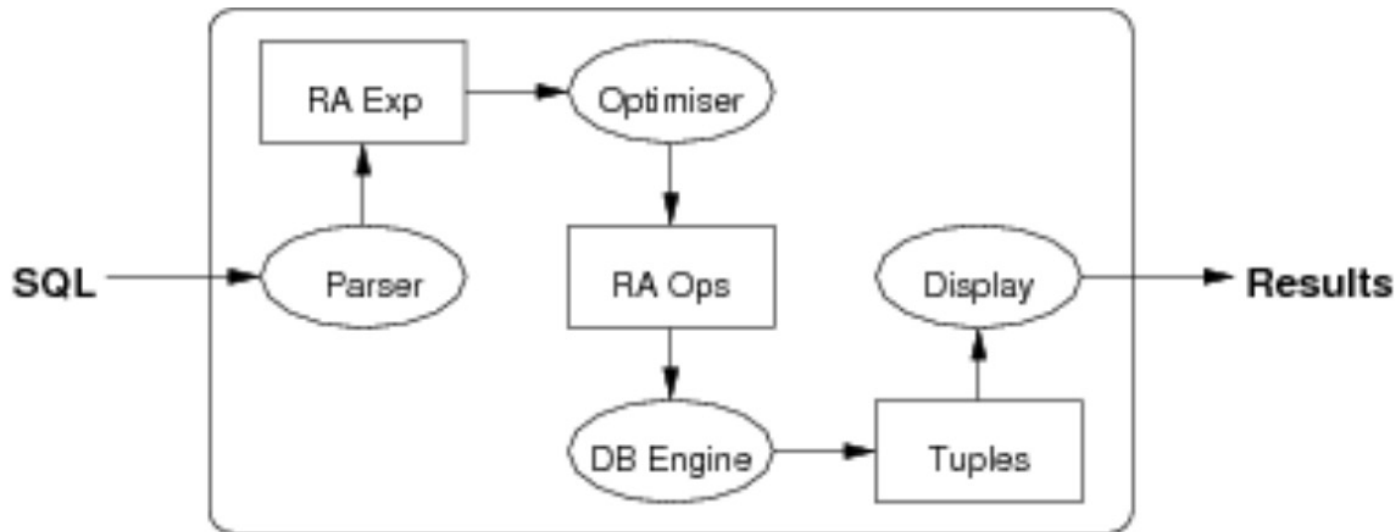 RA Exp
Optimiser
SQL
Parser
RA Ops
Display
Results
DB Engine
Tuples